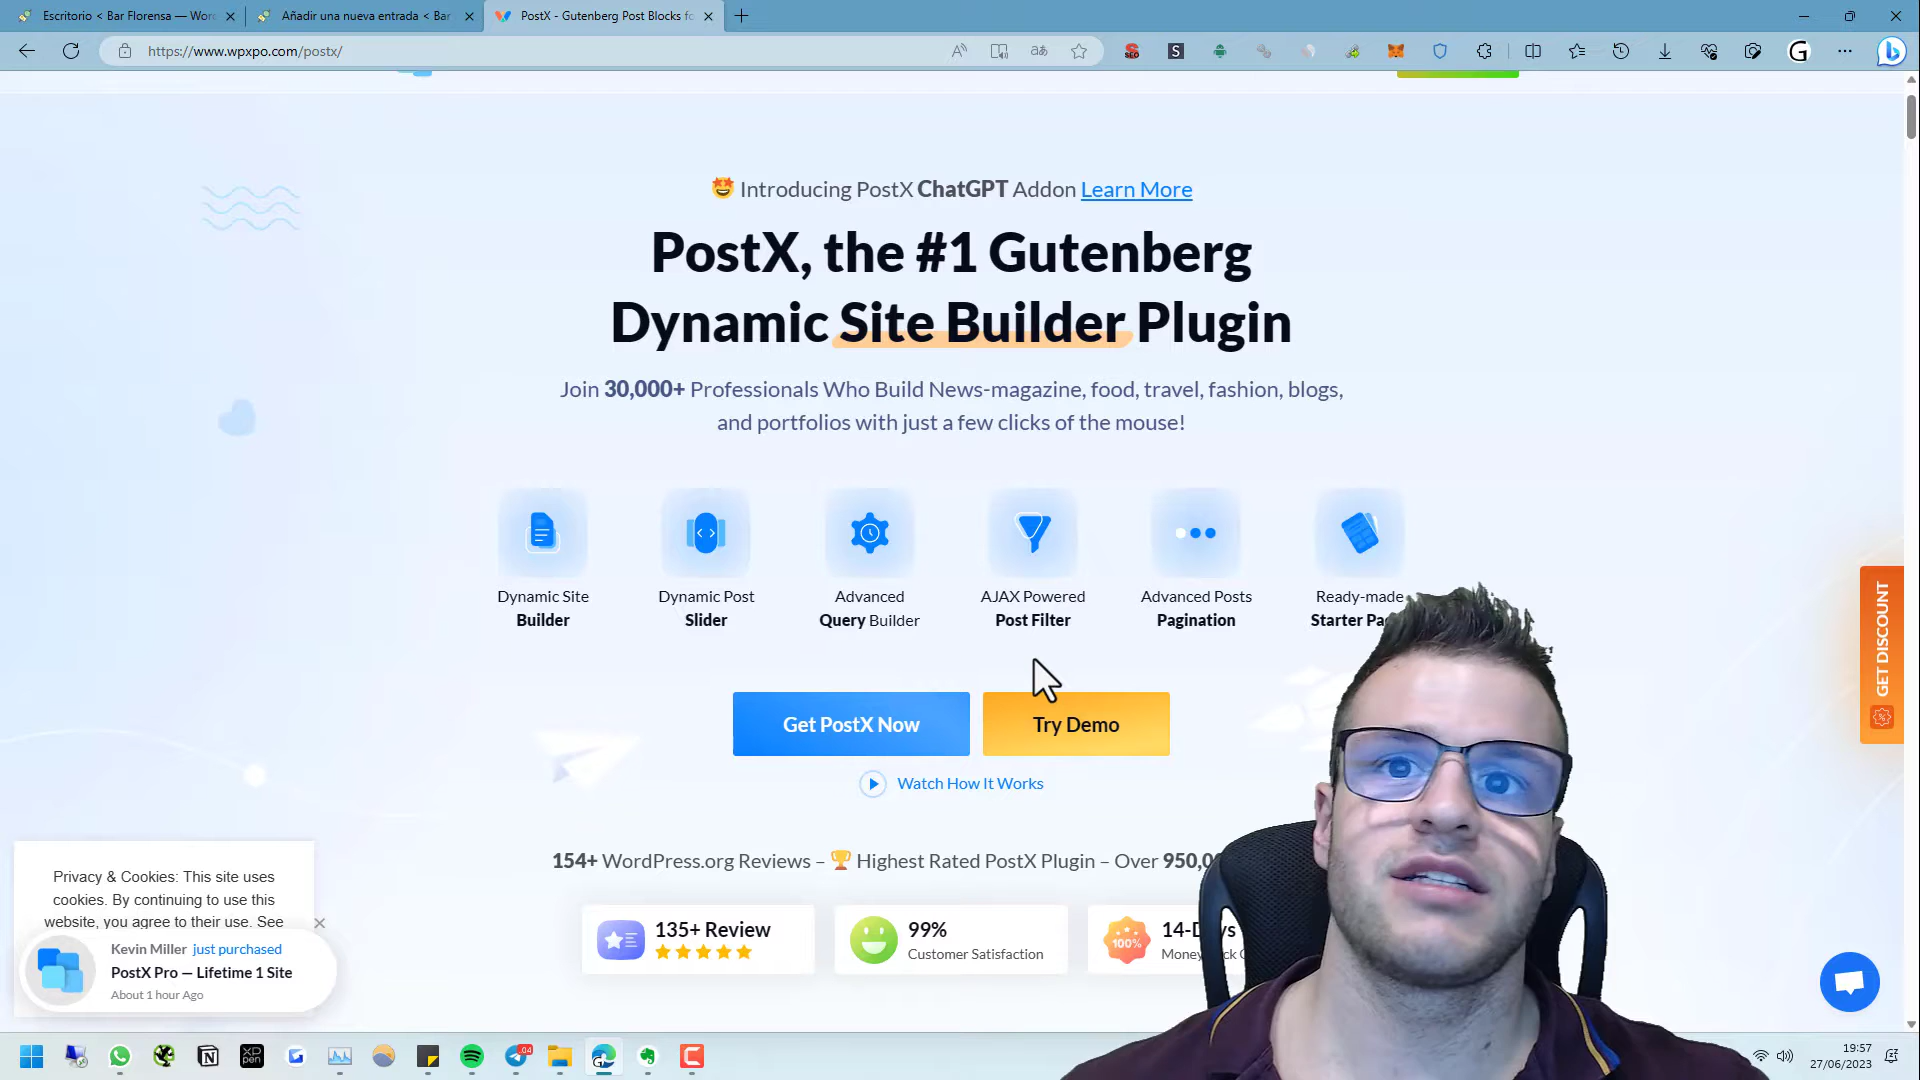 Escritorio < Bar Florensa — Wor
Añadir una nueva entrada < Bar
PostX - Gutenberg Post Blocks fo
https://www.wpxpo.com/postx/
Introducing PostX ChatGPT Addon Learn More
PostX, the #1 Gutenberg
Dynamic Site Builder Plugin
Join 30,000+ Professionals Who Build News-magazine, food, travel, fashion, blogs,
and portfolios with just a few clicks of the mouse!
Dynamic Site
Builder
Dynamic Post
Slider
Advanced
Query Builder
AJAX Powered
Post Filter
Advanced Posts
Pagination
Ready-made
Starter
GET DISCOUNT
Get PostX Now
Try Demo
Watch How It Works
154+ WordPress.org Reviews – Highest Rated PostX Plugin – Over 950,0
135+ Review
99%
Customer Satisfaction
100%
14-D ys
Money
Privacy & Cookies: This site uses
cookies. By continuing to use this
website, you agree to their use. See
Kevin Miller just purchased
PostX Pro — Lifetime 1 Site
About 1 hour Ago
19:57
27/06/2023